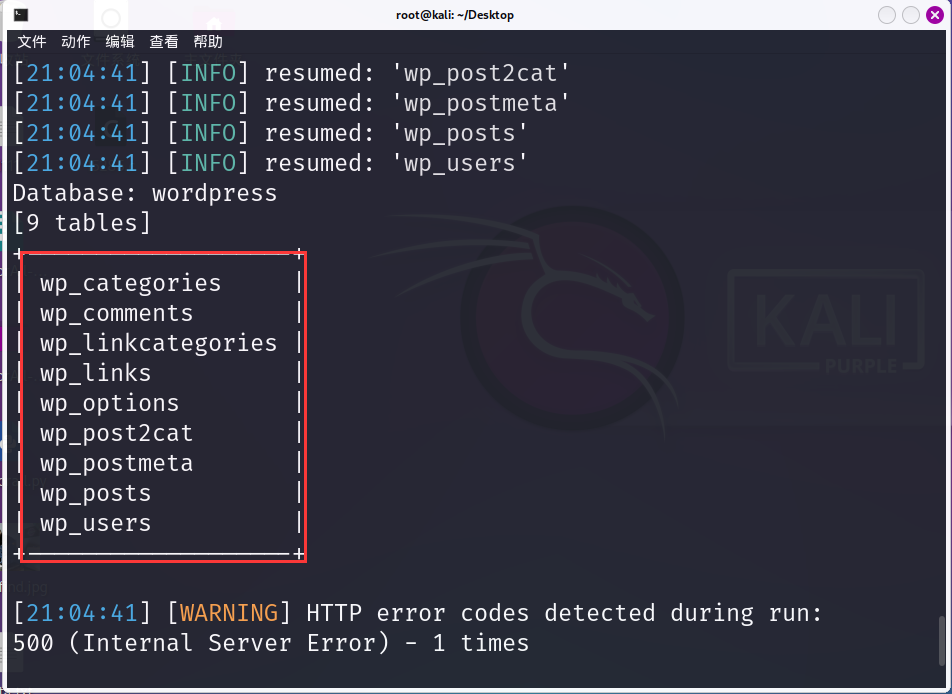 root@kali: ~/Desktop
文件 动作 编辑 查看 帮助
[21:04:41] [INFO] resumed: 'wp_post2cat'
[21:04:41] [INFO] resumed: 'wp_postmeta'
[21:04:41] [INFO] resumed: 'wp_posts'
[21:04:41] [INFO] resumed: 'wp_users'
Database: wordpress
[9 tables]
+-------------------+
| wp_categories     |
| wp_comments       |
| wp_linkcategories |
| wp_links          |
| wp_options        |
| wp_post2cat       |
| wp_postmeta       |
| wp_posts          |
| wp_users          |
+-------------------+
[21:04:41] [WARNING] HTTP error codes detected during run:
500 (Internal Server Error) - 1 times
KALI
PURPLE